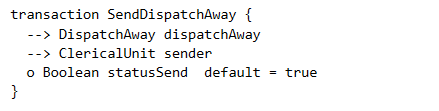 transaction SendDispatchAway {
  --> DispatchAway dispatchAway
  --> ClericalUnit sender
  o Boolean statusSend  default = true
}